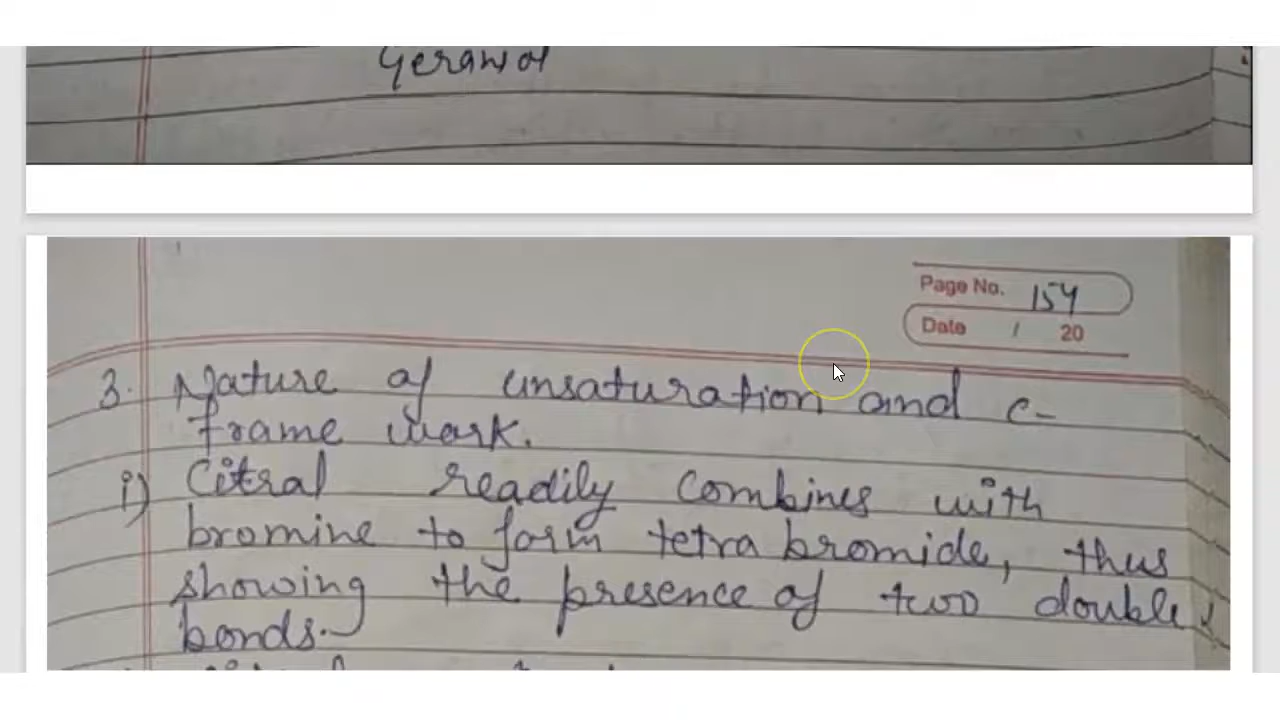 Geraniol
Page No. 154
Date / 20
3. Nature of unsaturation and c-
frame work.
i) Citral readily combines with
bromine to form tetra bromide, thus
showing the presence of two double
bonds.